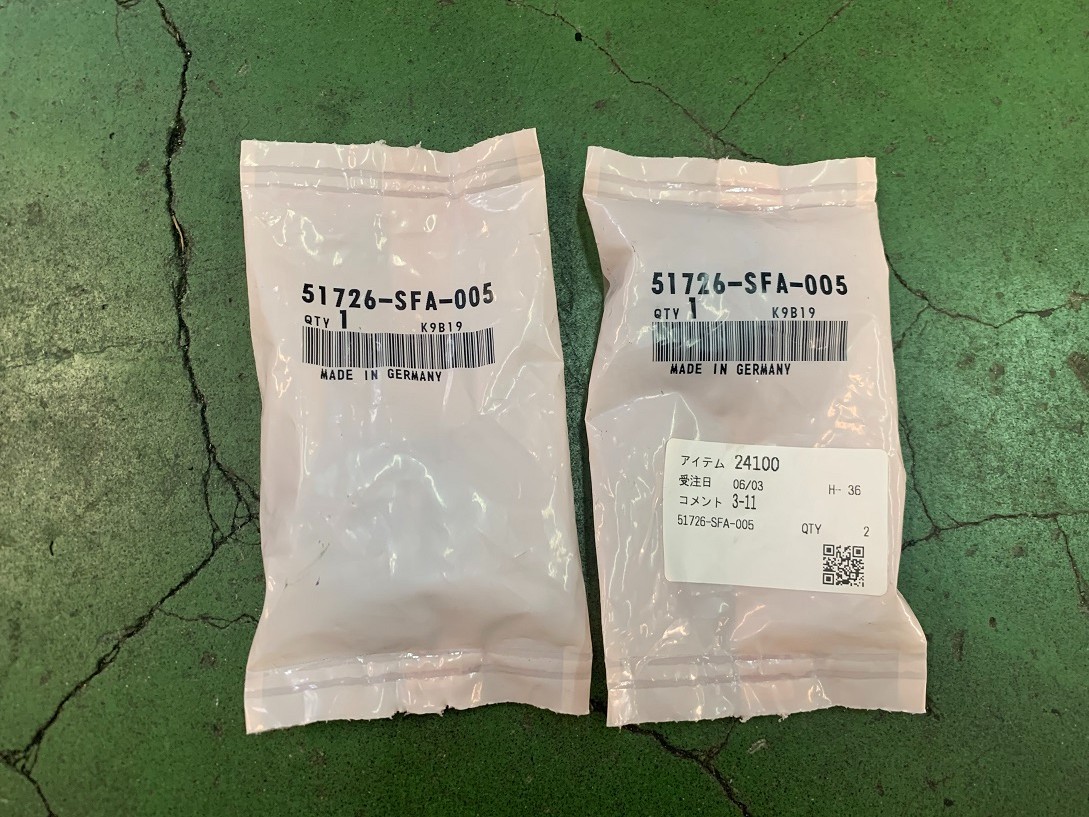 51726-SFA-005
QTY 1 K9B19
MADE IN GERMANY
51726-SFA-005
QTY 1 K9B19
MADE IN GERMANY
アイテム 24100
受注日 06/03 H- 36
コメント 3-11
51726-SFA-005 QTY 2